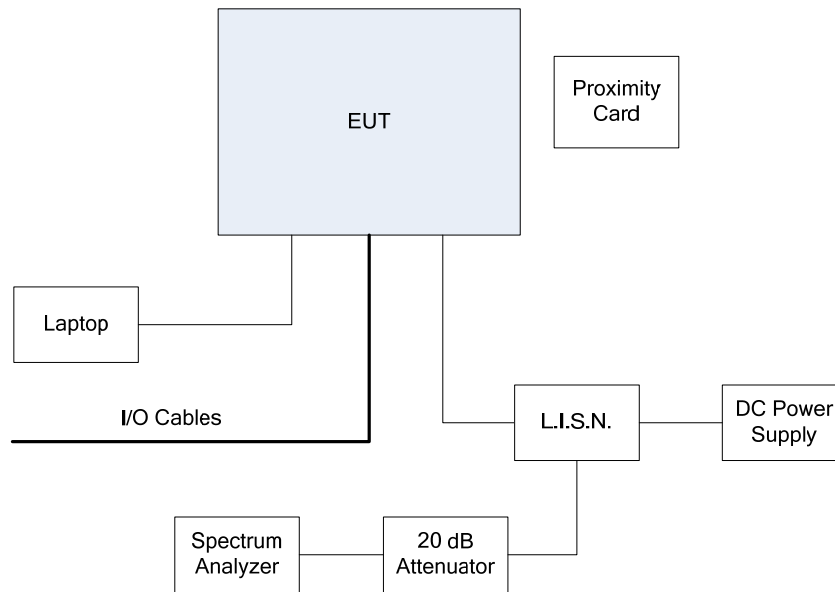 EUT
Proximity
Card
Laptop
I/O Cables
L.I.S.N.
DC Power
Supply
Spectrum
Analyzer
20 dB
Attenuator